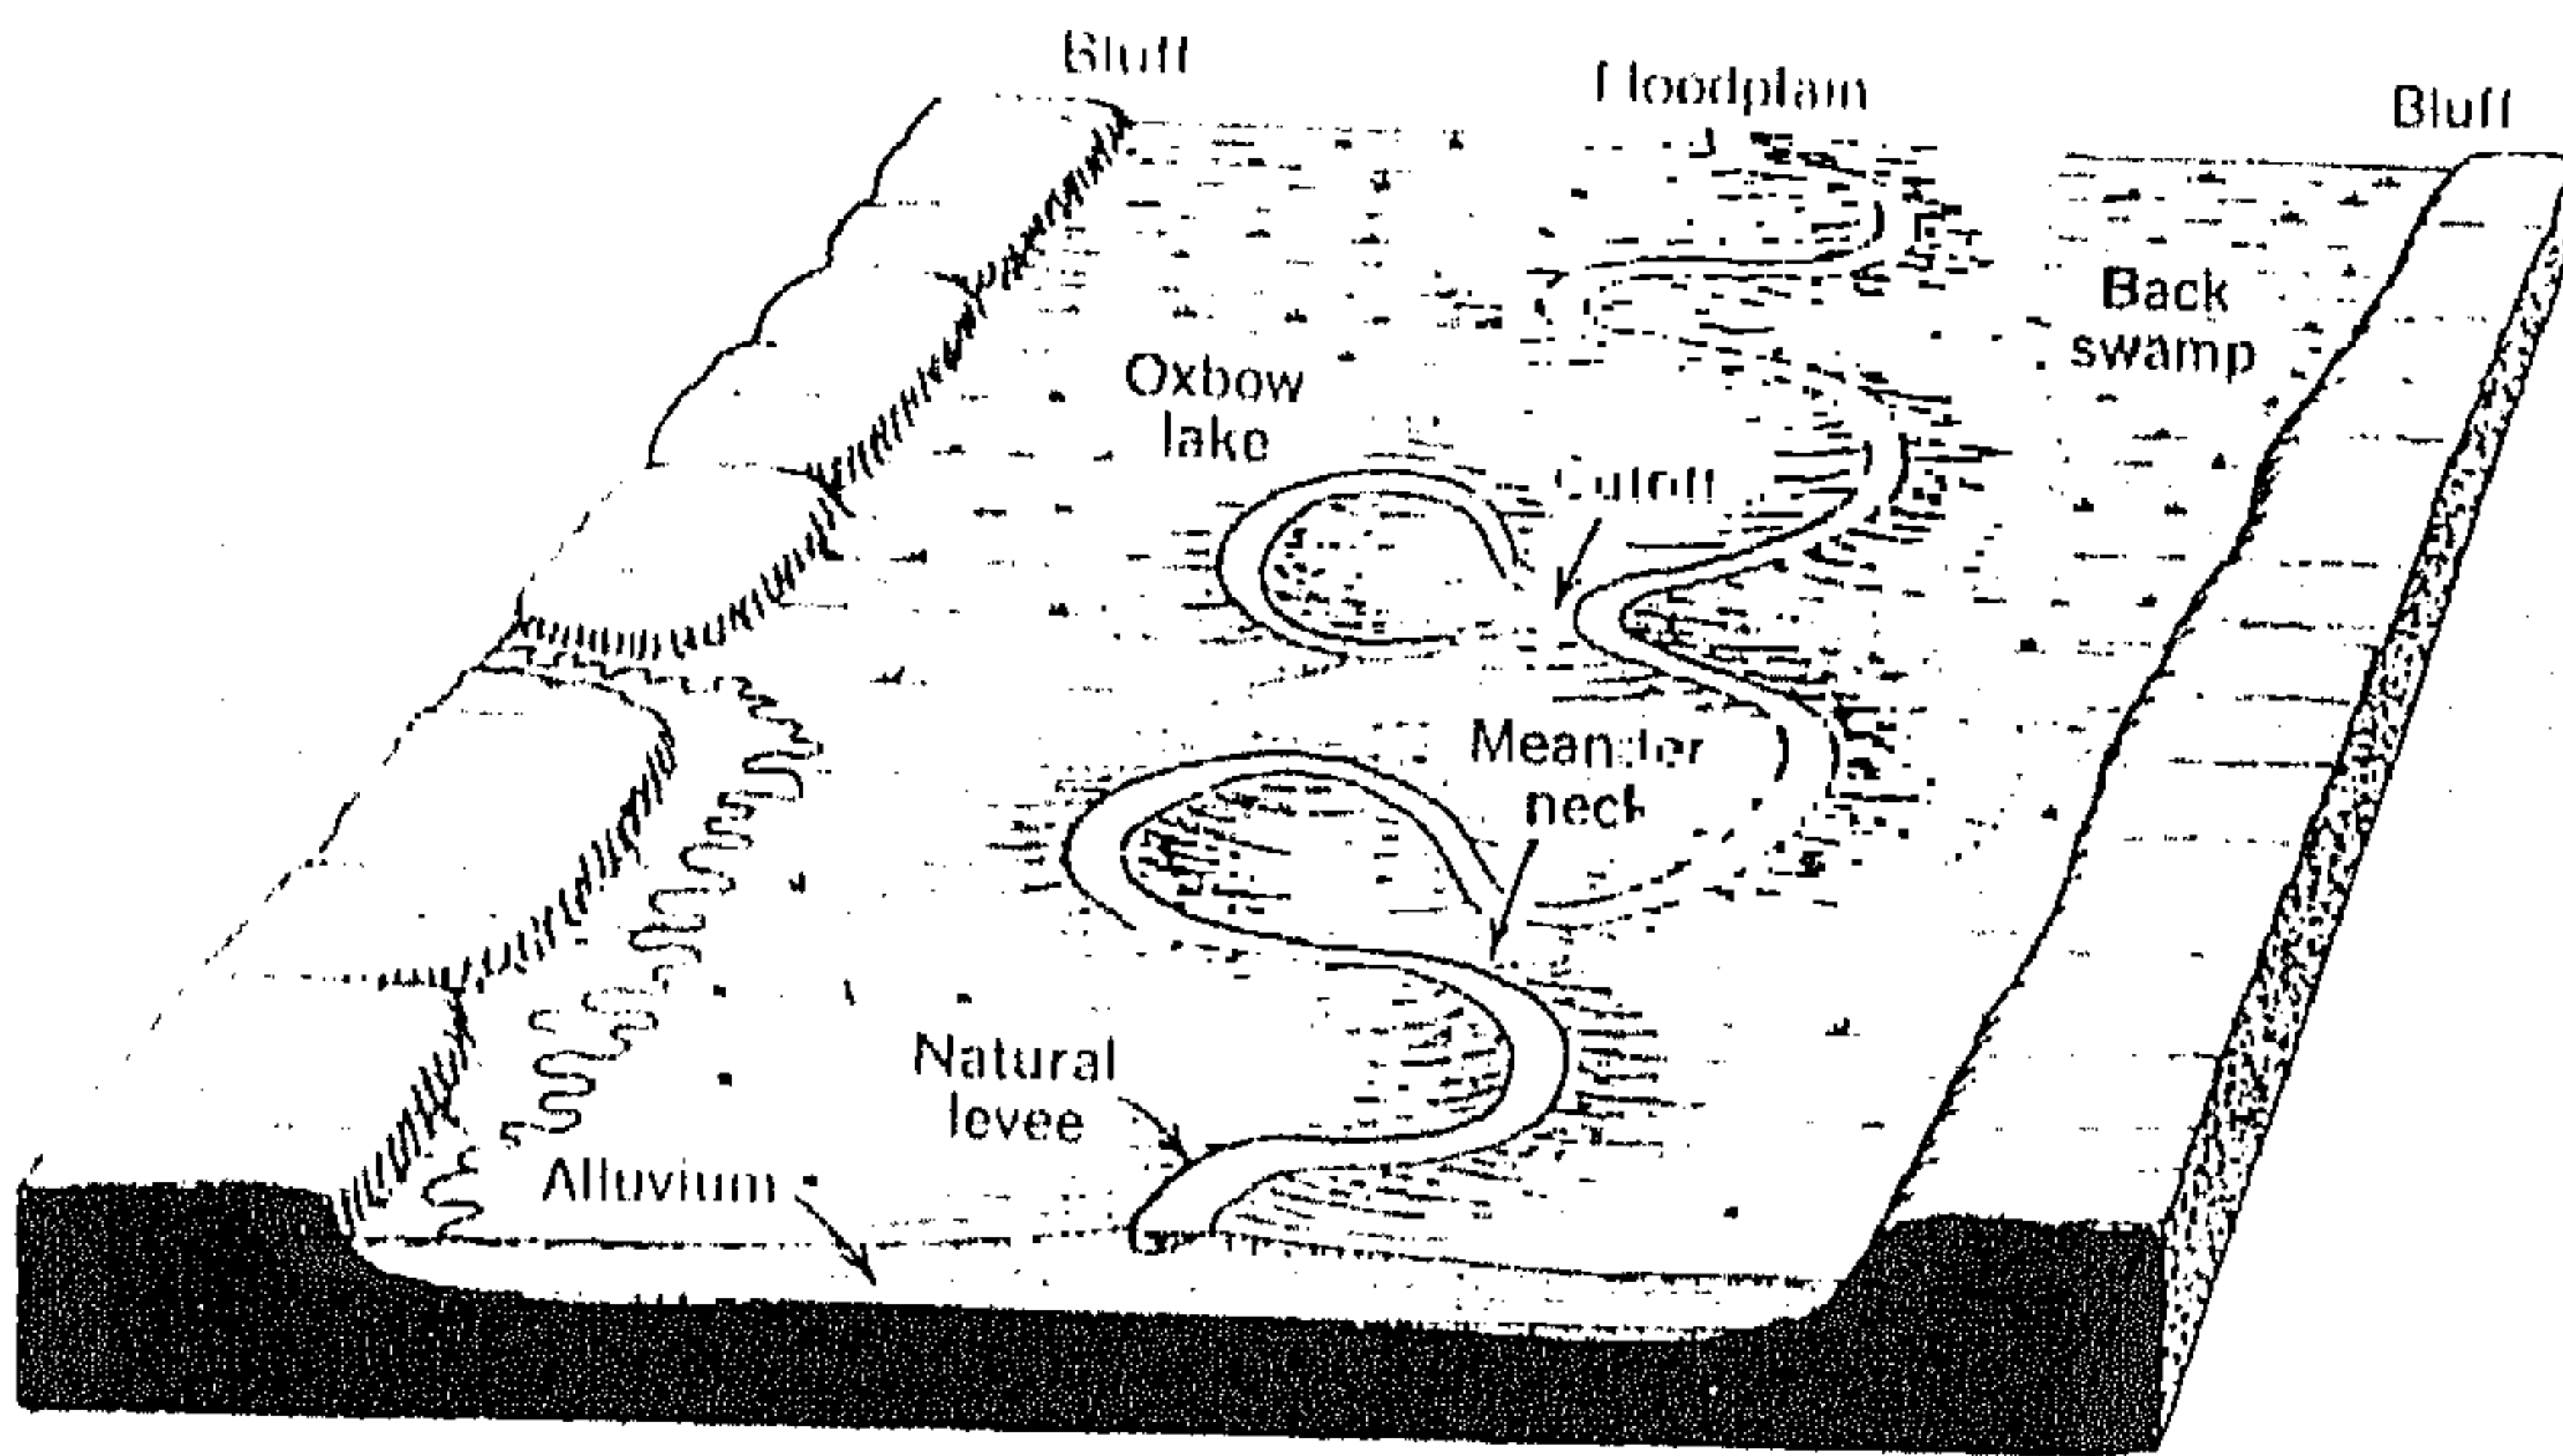 Bluff
Floodplain
Bluff
Back
swamp
Oxbow
lake
Cutoff
Meander
neck
Natural
levee
Alluvium